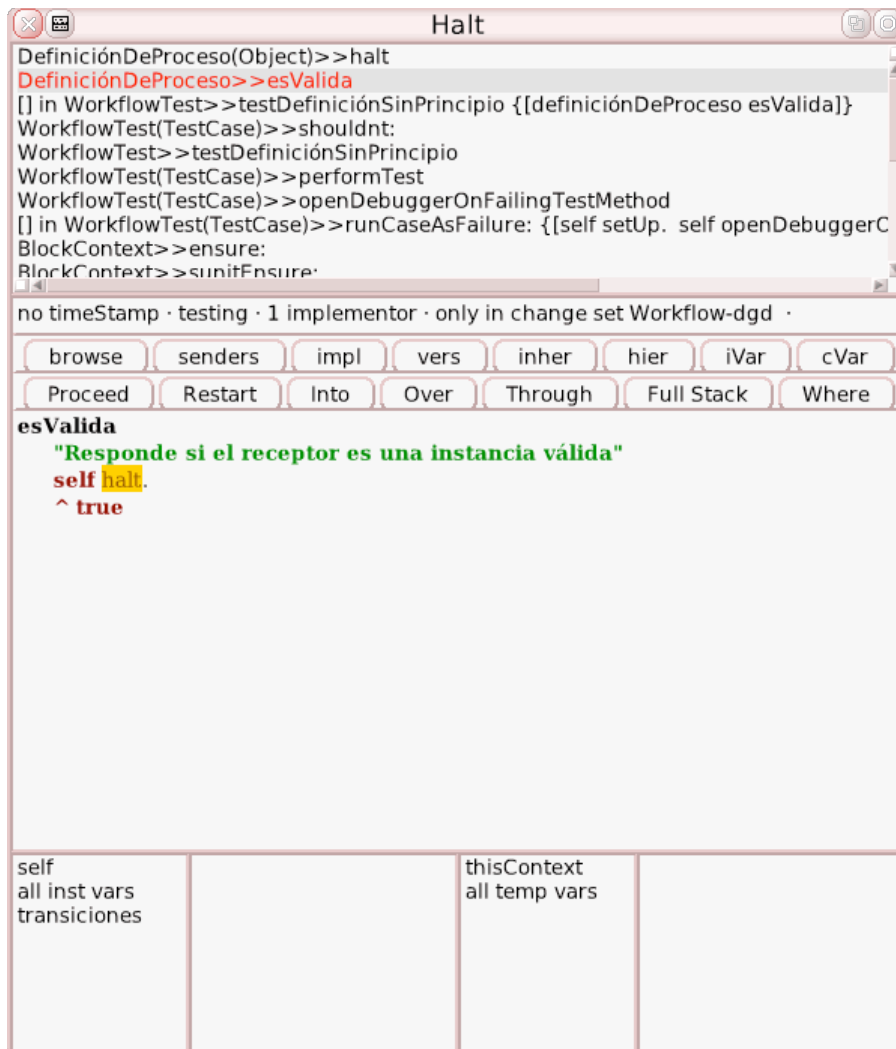 Halt
DefiniciónDeProceso(Object)>>halt
DefiniciónDeProceso>>esValida
[] in WorkflowTest>>testDefiniciónSinPrincipio {[definiciónDeProceso esValida]}
WorkflowTest(TestCase)>>shouldnt:
WorkflowTest>>testDefiniciónSinPrincipio
WorkflowTest(TestCase)>>performTest
WorkflowTest(TestCase)>>openDebuggerOnFailingTestMethod
[] in WorkflowTest(TestCase)>>runCaseAsFailure: {[self setUp. self openDebuggerO
BlockContext>>ensure:
BlockContext>>sunitEnsure:
no timeStamp · testing · 1 implementor · only in change set Workflow-dgd ·
browse senders impl vers inher hier iVar cVar
Proceed Restart Into Over Through Full Stack Where
esValida
"Responde si el receptor es una instancia válida"
self halt.
^ true
self
all inst vars
transiciones
thisContext
all temp vars